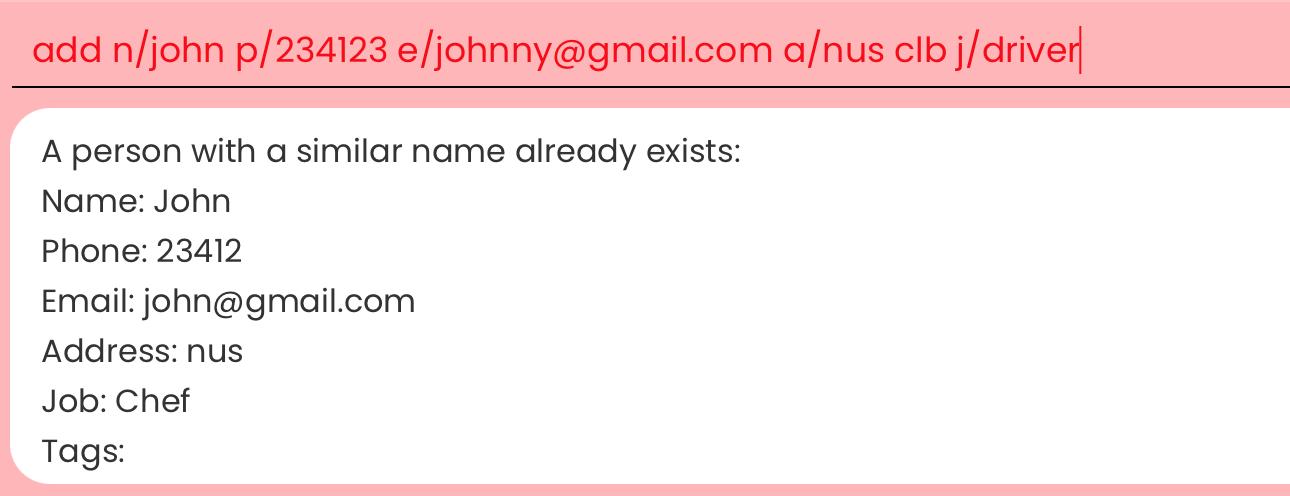 add n/john p/234123 e/johnny@gmail.com a/nus clb j/driver
A person with a similar name already exists:
Name: John
Phone: 23412
Email: john@gmail.com
Address: nus
Job: Chef
Tags: